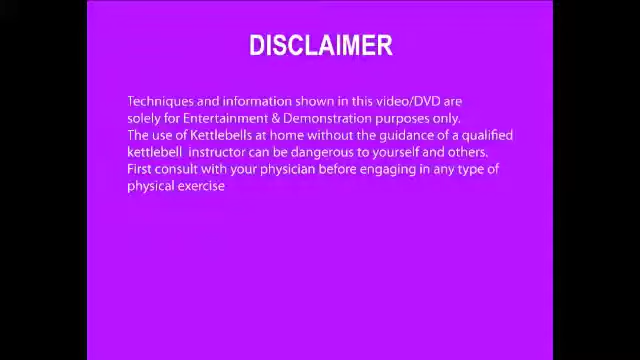 DISCLAIMER
Techniques and information shown in this video/DVD are
solely for Entertainment & Demonstration purposes only.
The use of Kettlebells at home without the guidance of a qualified
kettlebell  instructor can be dangerous to yourself and others.
First consult with your physician before engaging in any type of
physical exercise